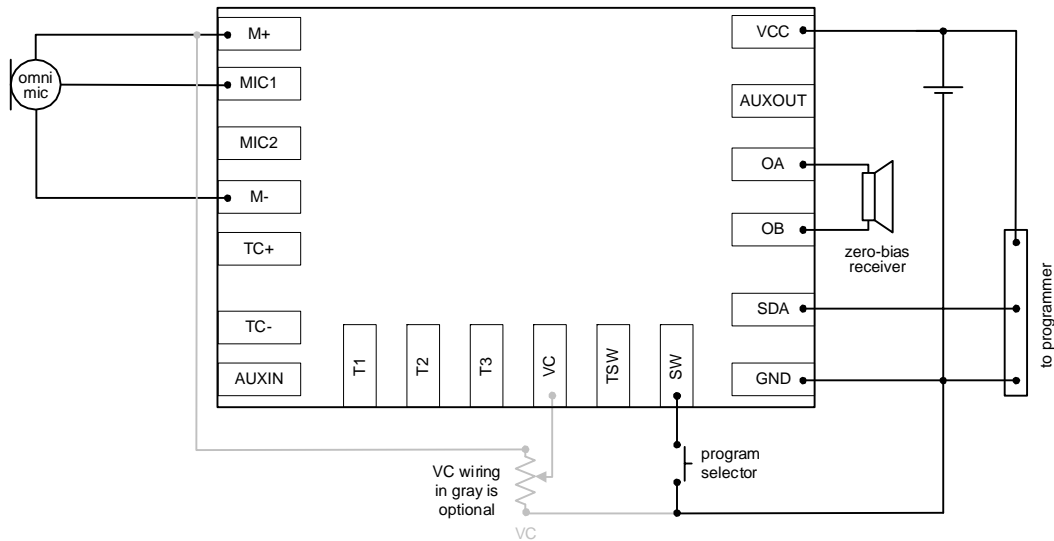 M+
MIC1
MIC2
M-
TC+
TC-
AUXIN
omni
mic
T1
T2
T3
VC
TSW
SW
VCC
AUXOUT
OA
OB
SDA
GND
zero-bias
receiver
to programmer
program
selector
VC wiring
in gray is
optional
VC